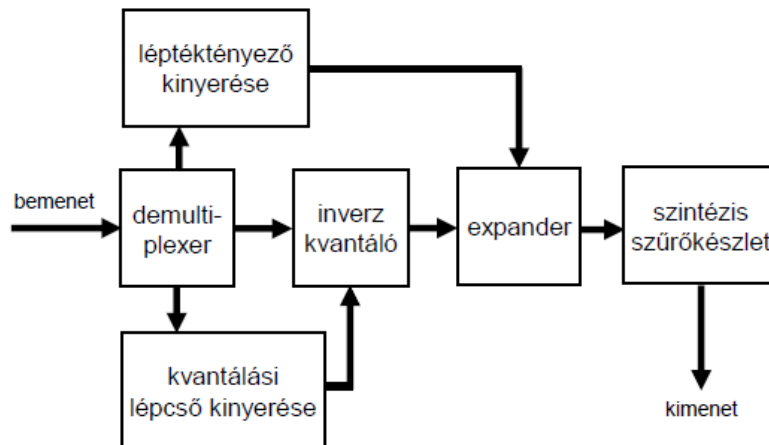 léptéktényező
kinyerése
bemenet
demulti-
plexer
inverz
kvantáló
expander
szintézis
szűrőkészlet
kvantálási
lépcső kinyerése
kimenet